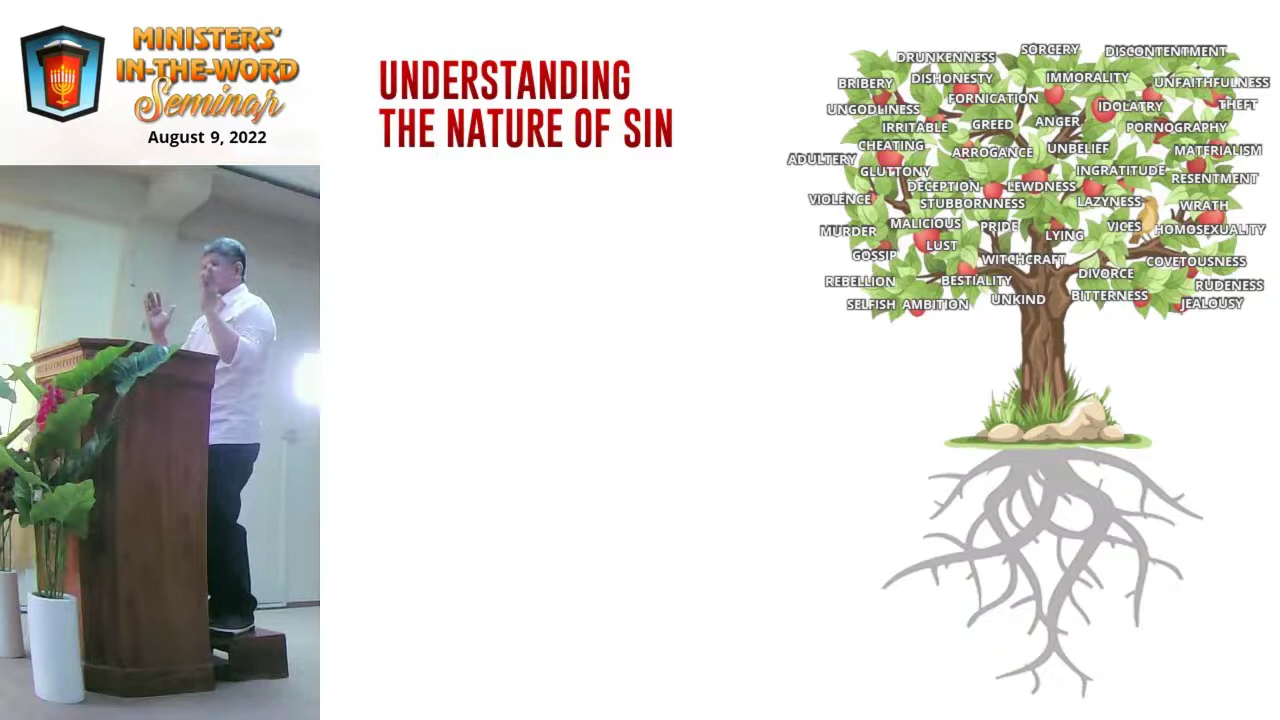 MINISTERS'
IN-THE-WORD
Seminar
August 9, 2022
UNDERSTANDING
THE NATURE OF SIN
DRUNKENNESS
SORCERY
DISCONTENTMENT
BRIBERY
DISHONESTY
IMMORALITY
UNFAITHFULNESS
UNGODLINESS
FORNICATION
IDOLATRY
THEFT
IRRITABLE
GREED
ANGER
PORNOGRAPHY
CHEATING
ARROGANCE
UNBELIEF
MATERIALISM
ADULTERY
GLUTTONY
INGRATITUDE
RESENTMENT
DECEPTION
LEWDNESS
VIOLENCE
STUBBORNNESS
LAZYNESS
WRATH
MURDER
MALICIOUS
PRIDE
LYING
VICES
HOMOSEXUALITY
GOSSIP
LUST
WITCHCRAFT
COVETOUSNESS
REBELLION
BESTIALITY
DIVORCE
RUDENESS
SELFISH AMBITION
UNKIND
BITTERNESS
JEALOUSY